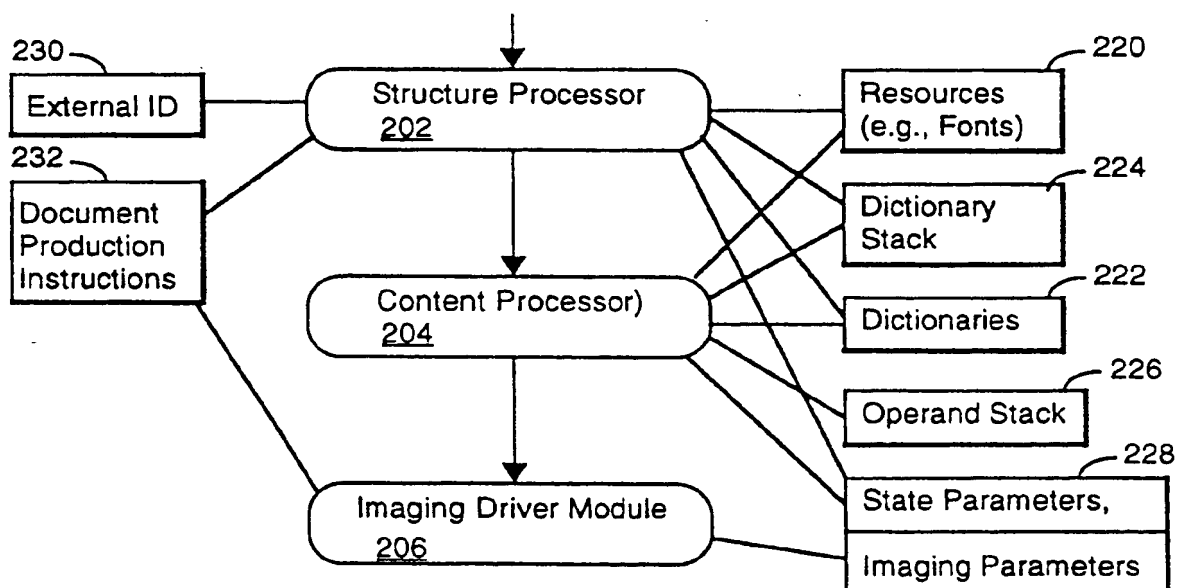 230
External ID
232
Document
Production
Instructions
Structure Processor
202
Content Processor)
204
Imaging Driver Module
206
220
Resources
(e.g., Fonts)
224
Dictionary
Stack
222
Dictionaries
226
Operand Stack
228
State Parameters,
Imaging Parameters